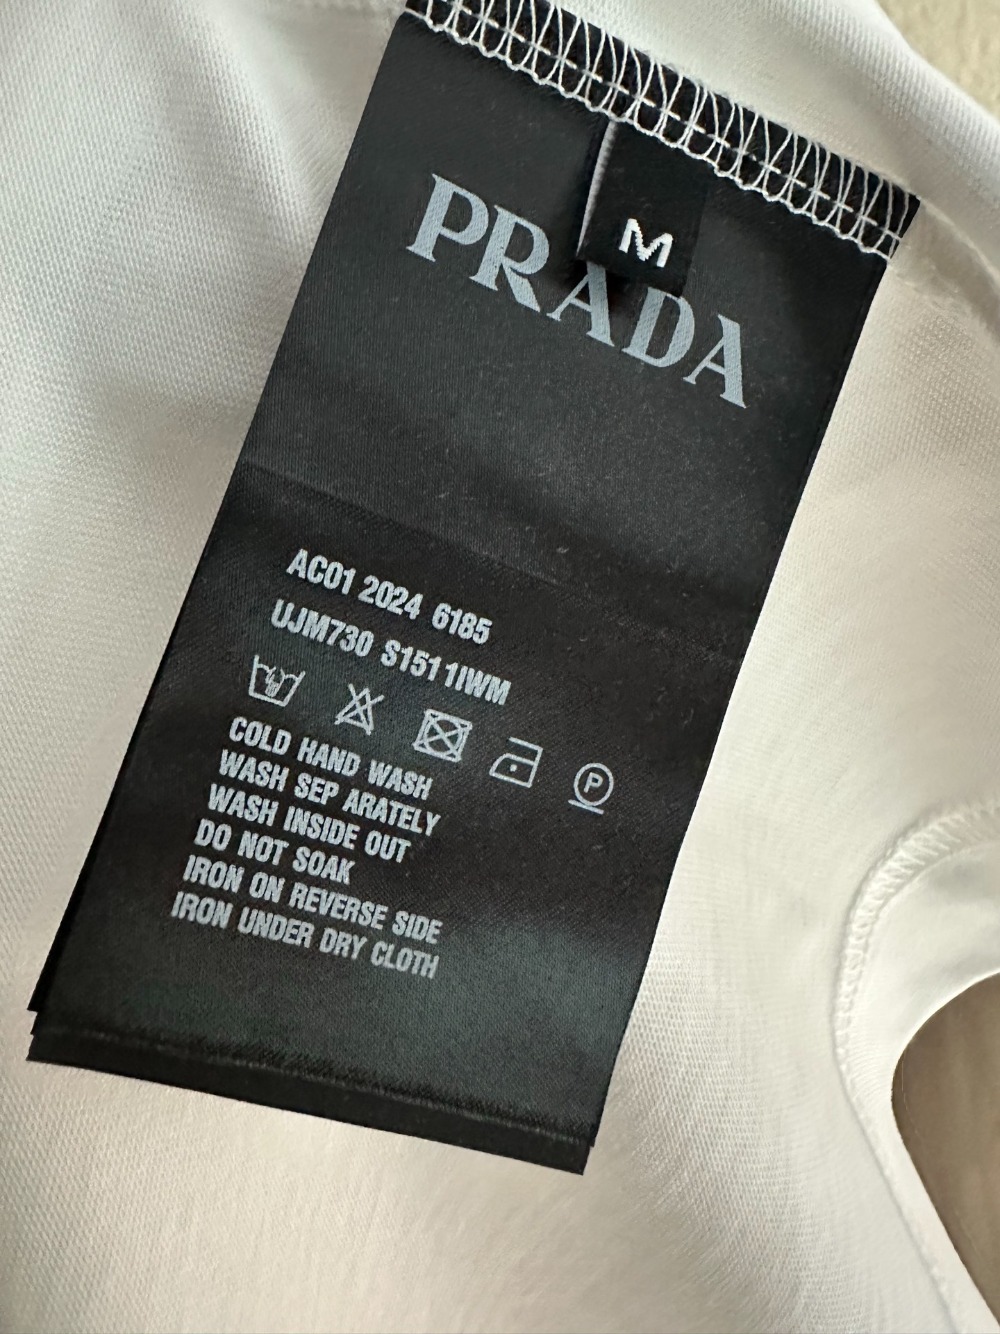 M
PRADA
AC01 2024 6185
UJM730 S1511IWM
P
COLD HAND WASH
WASH SEP ARATELY
WASH INSIDE OUT
DO NOT SOAK
IRON ON REVERSE SIDE
IRON UNDER DRY CLOTH